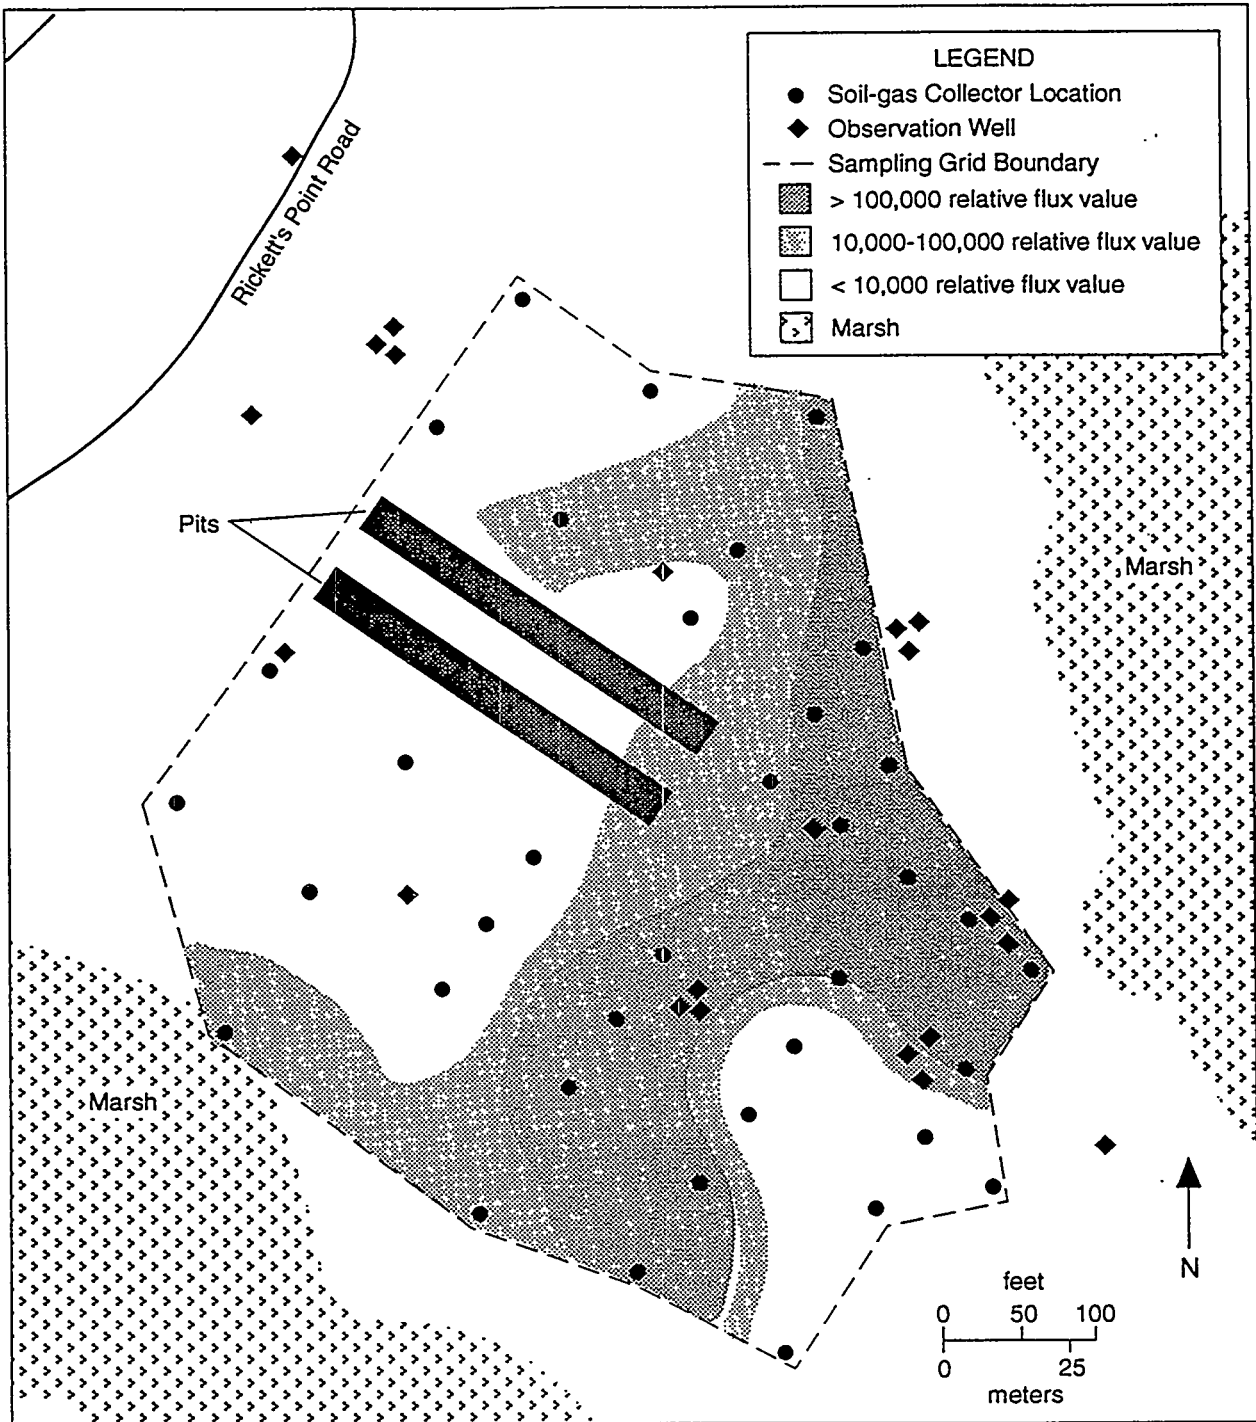 LEGEND
Soil-gas Collector Location
Observation Well
Sampling Grid Boundary
> 100,000 relative flux value
10,000-100,000 relative flux value
< 10,000 relative flux value
Marsh
Rickett's Point Road
Pits
Marsh
Marsh
N
feet
0 50 100
0 25
meters